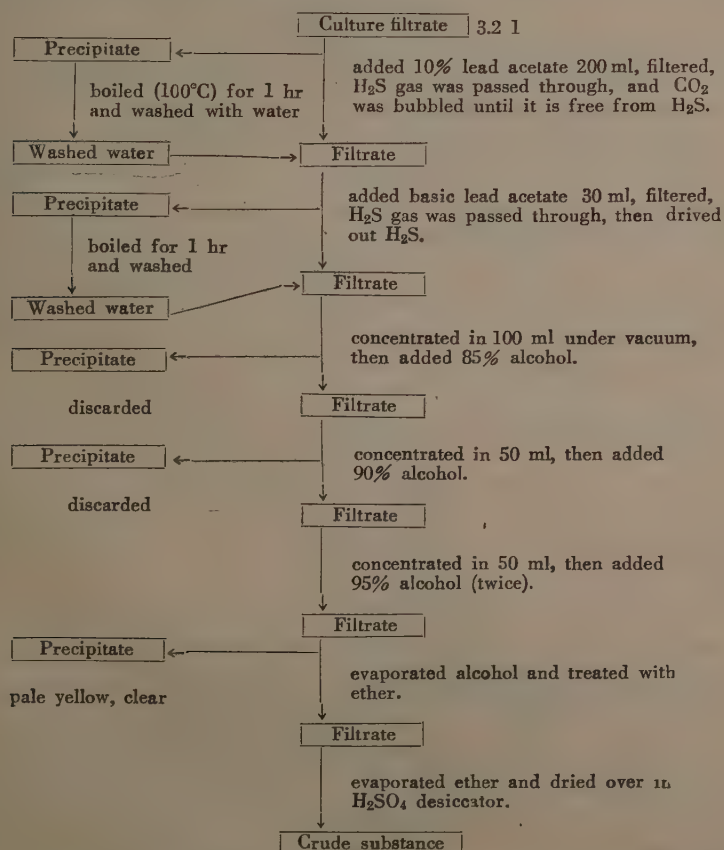 Culture filtrate 3.2 l
Precipitate
added 10% lead acetate 200 ml, filtered,
H₂S gas was passed through, and CO₂
was bubbled until it is free from H₂S.
boiled (100°C) for 1 hr
and washed with water
Washed water
Filtrate
added basic lead acetate 30 ml, filtered,
H₂S gas was passed through, then drived
out H₂S.
Precipitate
boiled for 1 hr
and washed
Filtrate
Washed water
concentrated in 100 ml under vacuum,
then added 85% alcohol.
Precipitate
discarded
Filtrate
concentrated in 50 ml, then added
90% alcohol.
Precipitate
discarded
Filtrate
concentrated in 50 ml, then added
95% alcohol (twice).
Filtrate
Precipitate
evaporated alcohol and treated with
ether.
pale yellow, clear
Filtrate
evaporated ether and dried over
H₂SO₄ desiccator.
Crude substance